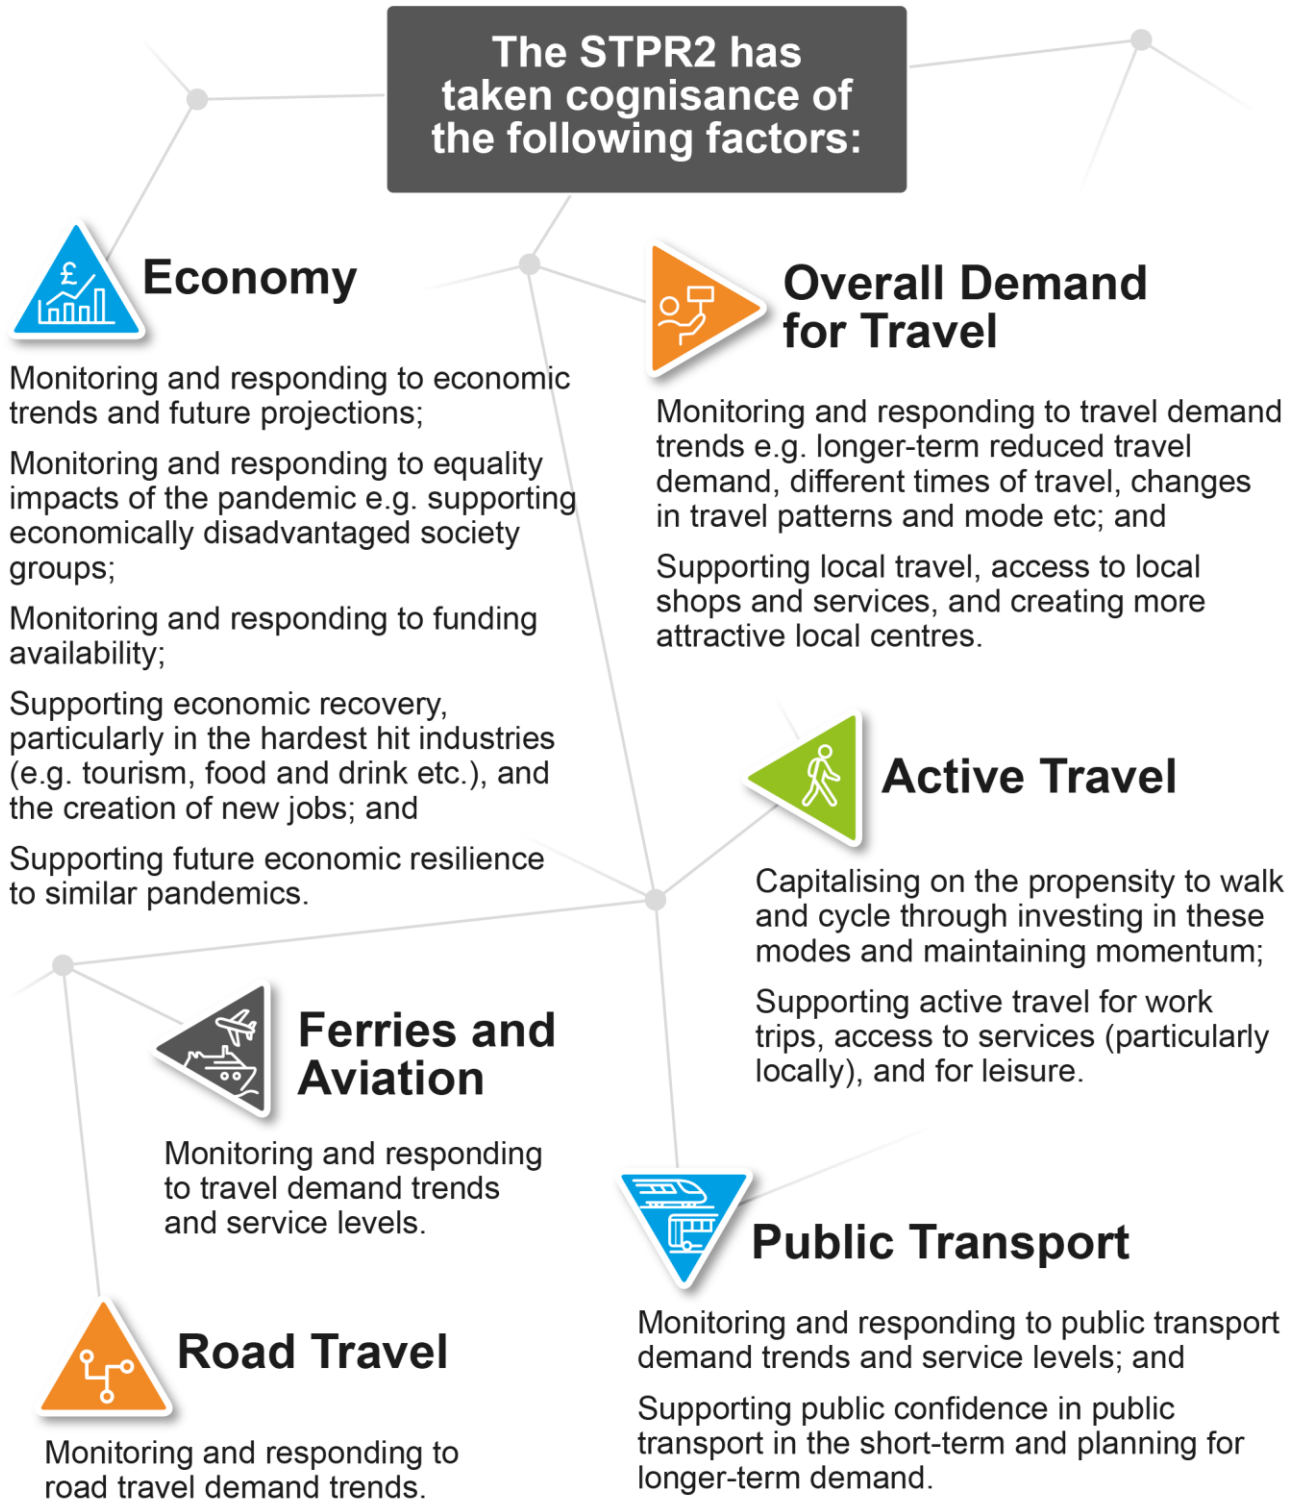 The STPR2 has
taken cognisance of
the following factors:
£
Economy
Monitoring and responding to economic
trends and future projections;
Monitoring and responding to equality
impacts of the pandemic e.g. supporting
economically disadvantaged society
groups;
Monitoring and responding to funding
availability;
Supporting economic recovery,
particularly in the hardest hit industries
(e.g. tourism, food and drink etc.), and
the creation of new jobs; and
Supporting future economic resilience
to similar pandemics.
Overall Demand
for Travel
Monitoring and responding to travel demand
trends e.g. longer-term reduced travel
demand, different times of travel, changes
in travel patterns and mode etc; and
Supporting local travel, access to local
shops and services, and creating more
attractive local centres.
Active Travel
Capitalising on the propensity to walk
and cycle through investing in these
modes and maintaining momentum;
Supporting active travel for work
trips, access to services (particularly
locally), and for leisure.
Ferries and
Aviation
Monitoring and responding
to travel demand trends
and service levels.
Public Transport
Monitoring and responding to public transport
demand trends and service levels; and
Supporting public confidence in public
transport in the short-term and planning for
longer-term demand.
Road Travel
Monitoring and responding to
road travel demand trends.